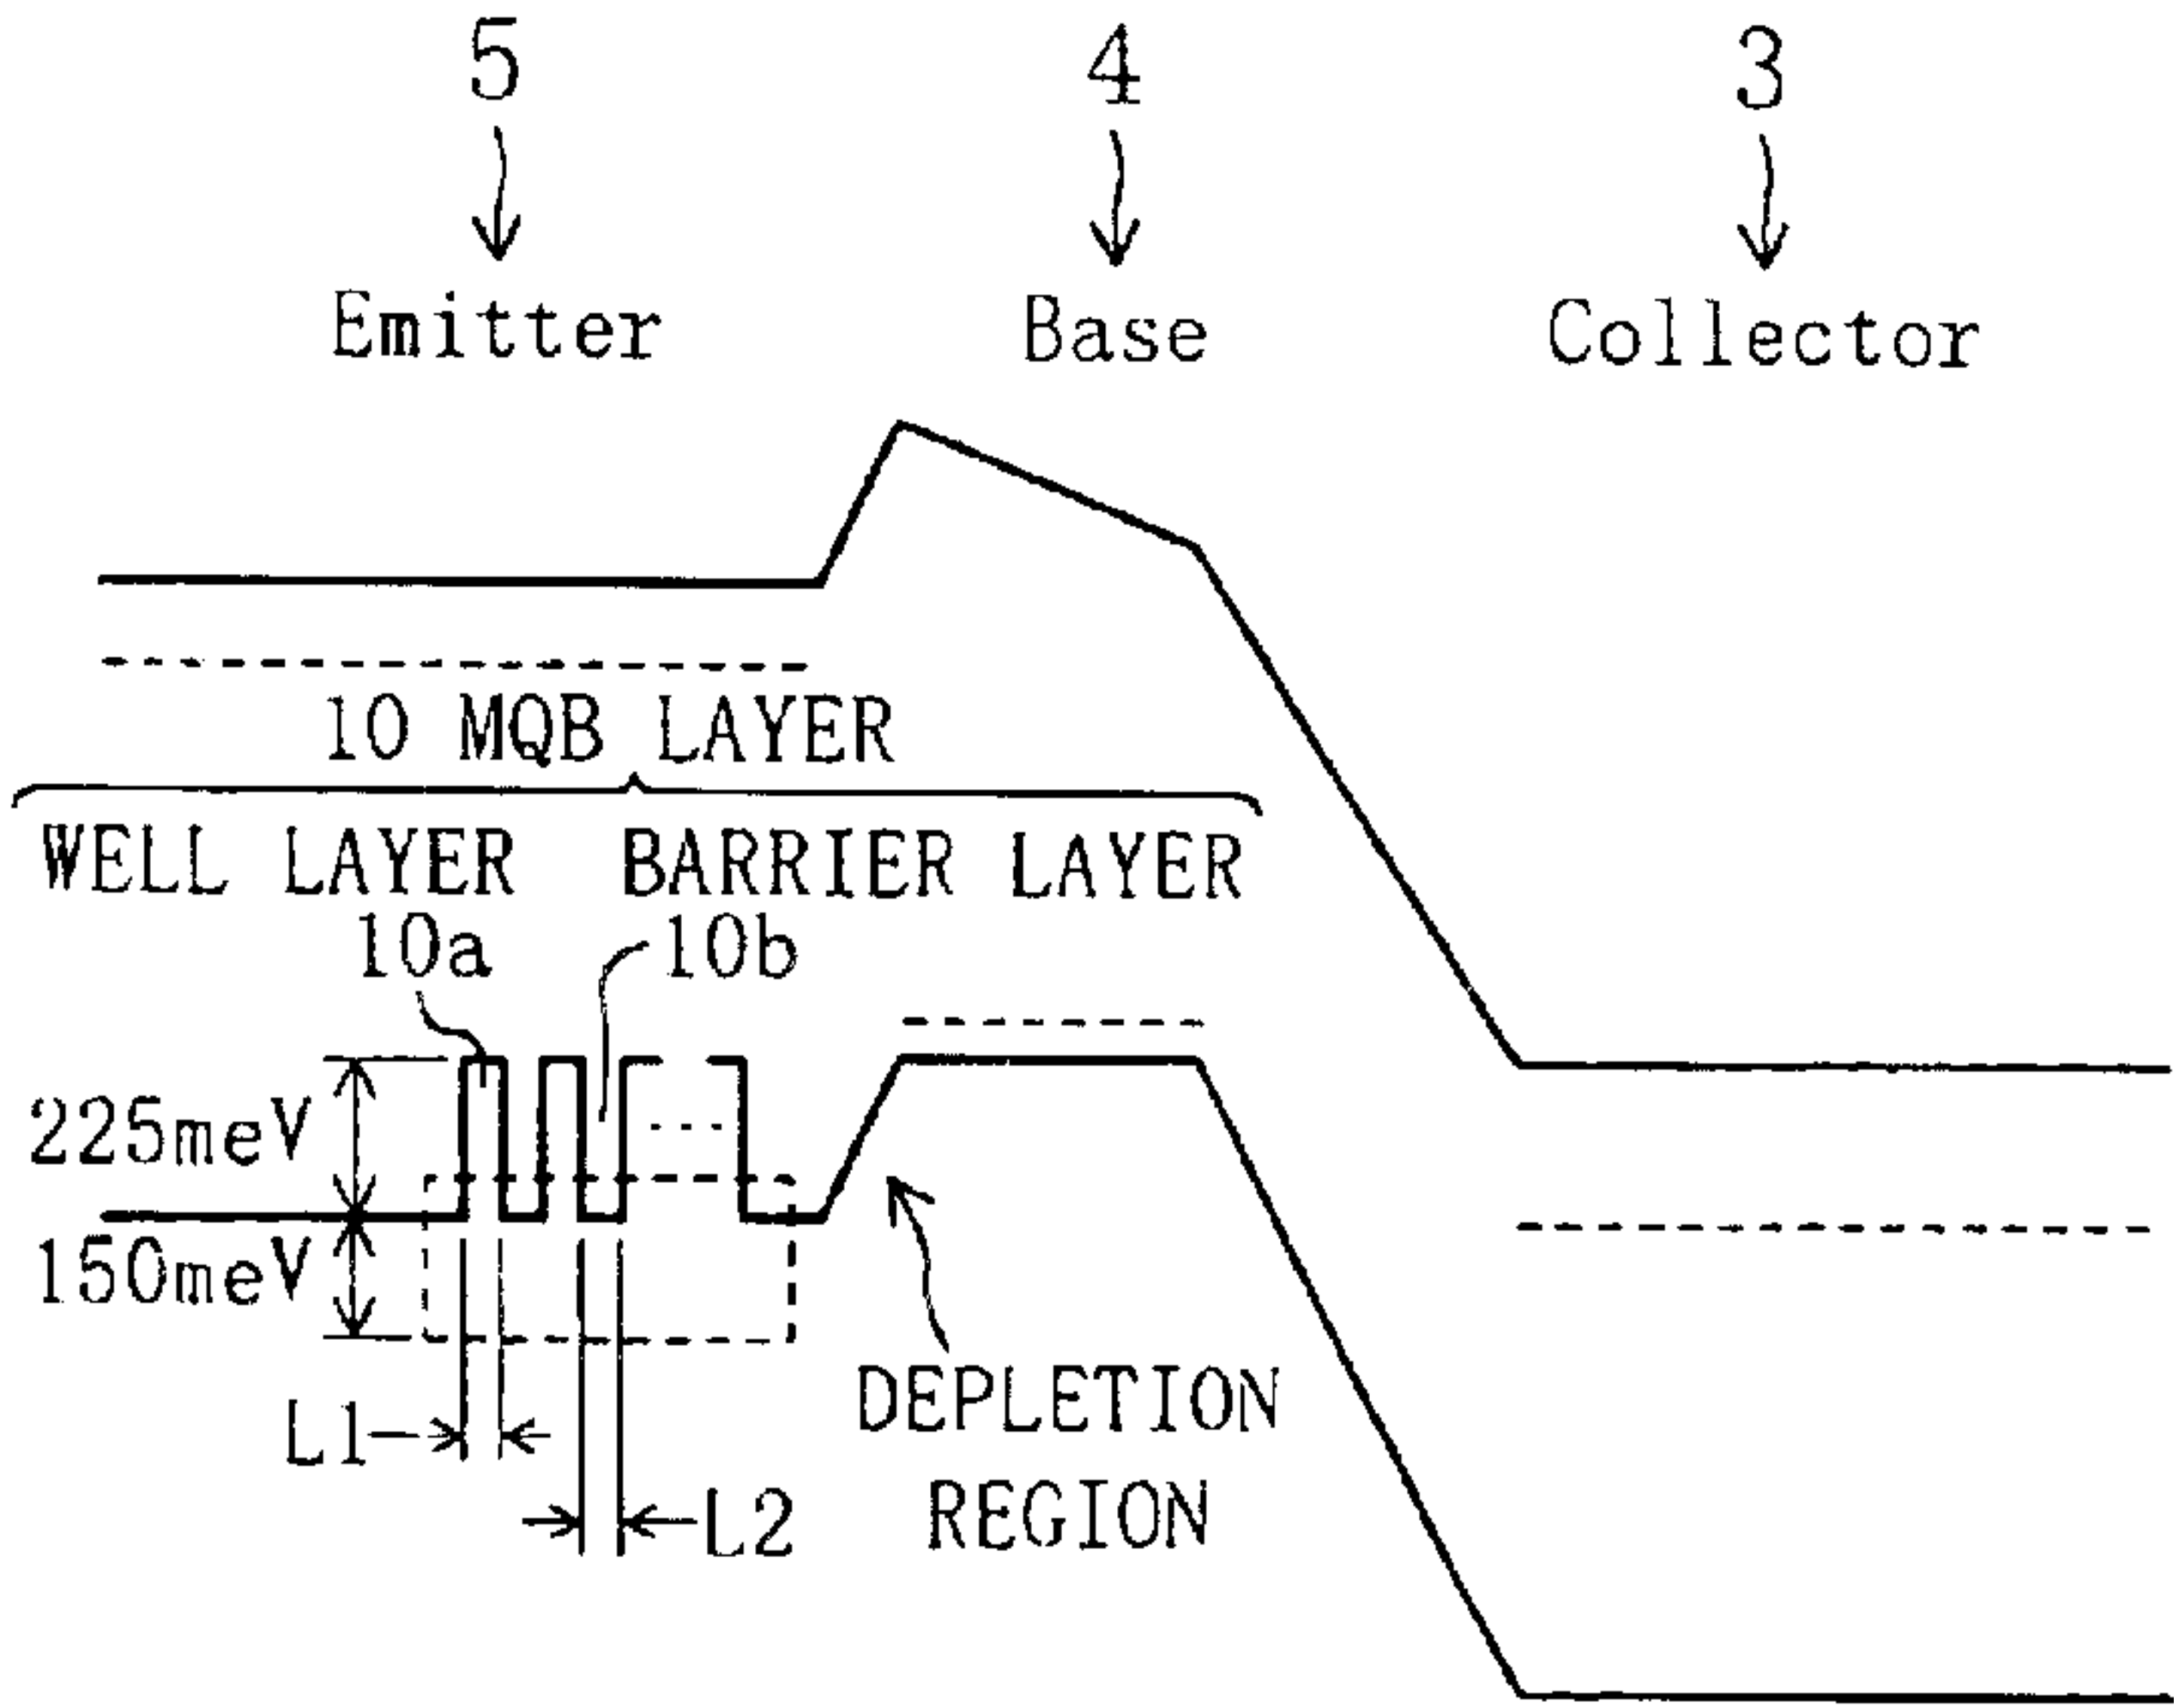 5 4 3
Emitter Base Collector
10 MQB LAYER
WELL LAYER BARRIER LAYER
10a 10b
225meV
150meV
DEPLETION
REGION
L1
L2